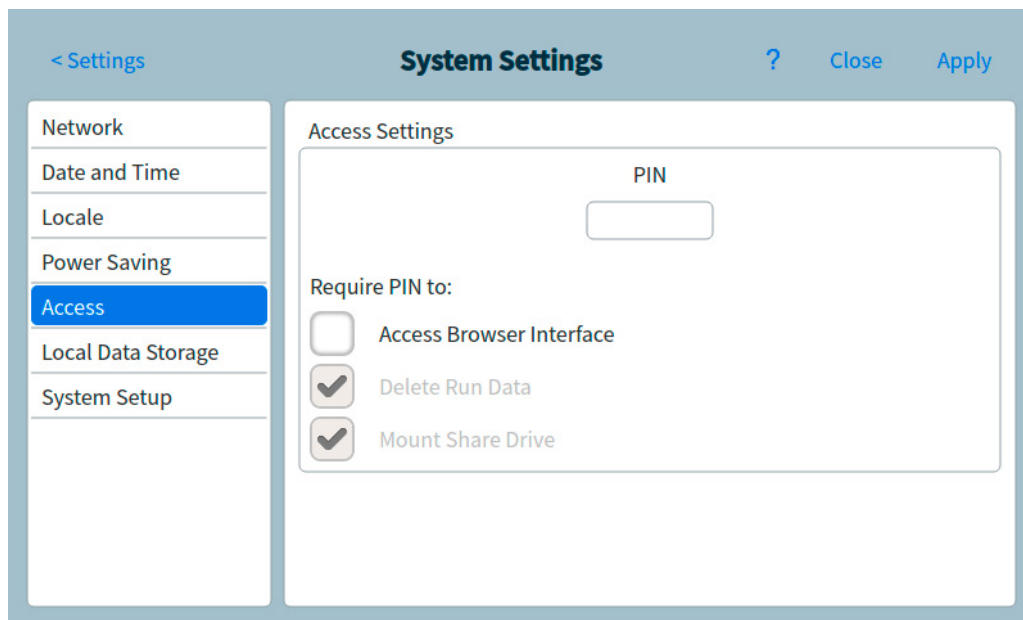 < Settings
System Settings
?
Close
Apply
Network
Date and Time
Locale
Power Saving
Access
Local Data Storage
System Setup
Access Settings
PIN
Require PIN to:
Access Browser Interface
Delete Run Data
Mount Share Drive